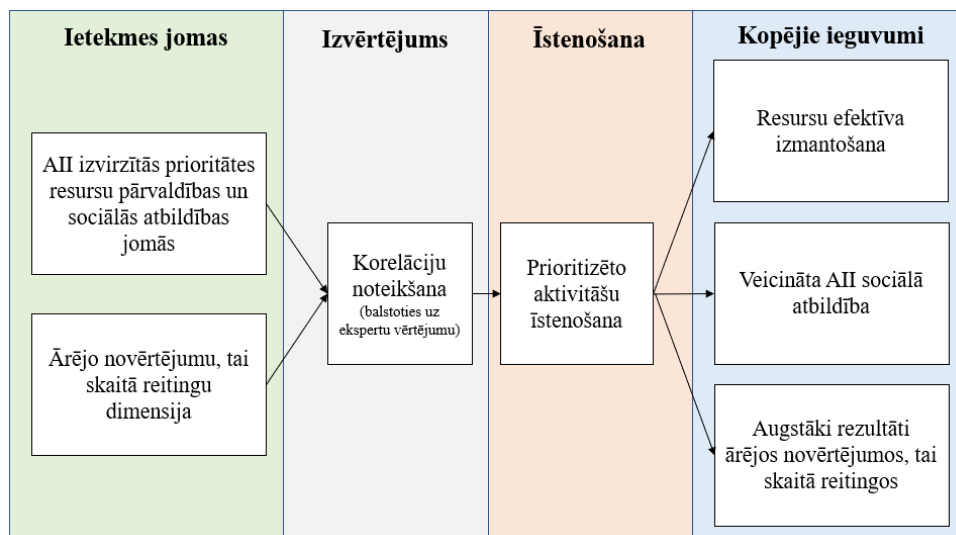 Ietekmes jomas
AII izvirzītās prioritātes
resursu pārvaldības un
sociālās atbildības
jomās
Ārējo novērtējumu, tai
skaitā reitingu
dimensija
Izvērtējums
Korelāciju
noteikšana
(balstoties uz
ekspertu vērtējumu)
Īstenošana
Prioritizēto
aktivitāšu
īstenošana
Kopējie ieguvumi
Resursu efektīva
izmantošana
Veicināta AII sociālā
atbildība
Augstāki rezultāti
ārējos novērtējumos, tai
skaitā reitingos